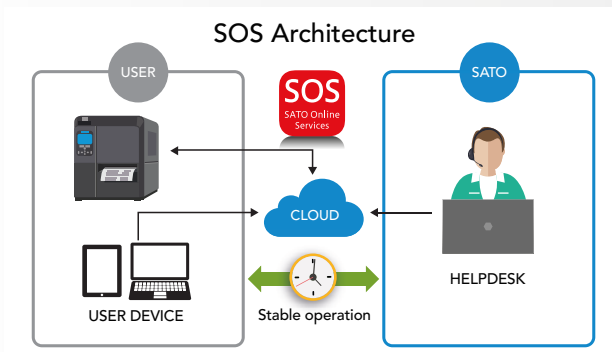 SOS Architecture
USER
SATO
SOS
SATO Online
Services
CLOUD
USER DEVICE
Stable operation
HELPDESK